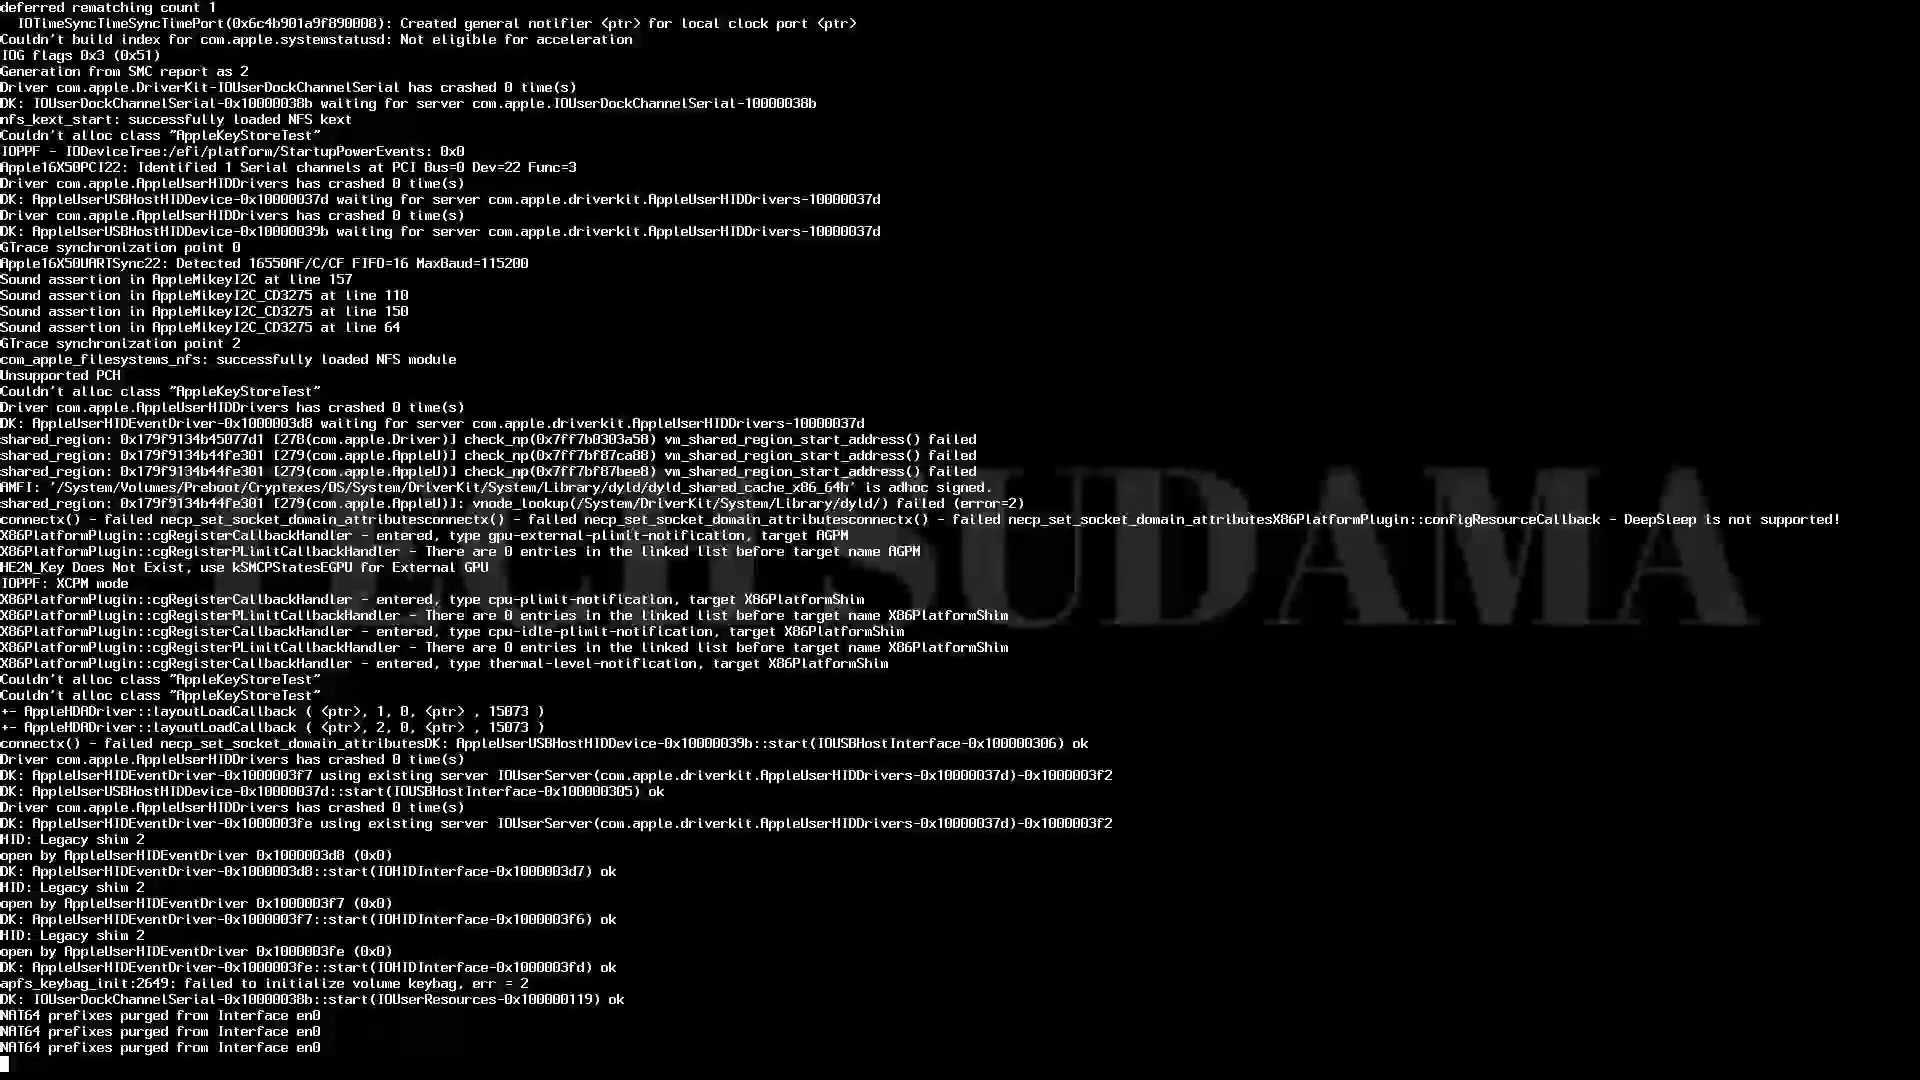 deferred rematching count 1
IOTimeSyncTimeSyncTimePort(0x6c4b901a9f890008): Created general notifier <ptr> for local clock port <ptr>
Couldn't build index for com.apple.systemstatusd: Not eligible for acceleration
IOG flags 0x3 (0x51)
Generation from SMC report as 2
Driver com.apple.DriverKit-IOUserDockChannelSerial has crashed 0 time(s)
DK: IOUserDockChannelSerial-0x10000038b waiting for server com.apple.IOUserDockChannelSerial-10000038b
nfs_kext_start: successfully loaded NFS kext
Couldn't alloc class "AppleKeyStoreTest"
IOPPF - IODeviceTree:/efi/platform/StartupPowerEvents: 0x0
Apple16X50PCI22: Identified 1 Serial channels at PCI Bus=0 Dev=22 Func=3
Driver com.apple.AppleUserHIDDrivers has crashed 0 time(s)
DK: AppleUserUSBHostHIDDevice-0x10000037d waiting for server com.apple.driverkit.AppleUserHIDDrivers-10000037d
Driver com.apple.AppleUserHIDDrivers has crashed 0 time(s)
DK: AppleUserUSBHostHIDDevice-0x10000039b waiting for server com.apple.driverkit.AppleUserHIDDrivers-10000037d
GTrace synchronization point 0
Apple16X50UARTSync22: Detected 16550AF/C/CF FIFO=16 MaxBaud=115200
Sound assertion in AppleMikeyI2C at line 157
Sound assertion in AppleMikeyI2C_CD3275 at line 110
Sound assertion in AppleMikeyI2C_CD3275 at line 150
Sound assertion in AppleMikeyI2C_CD3275 at line 64
GTrace synchronization point 2
com_apple_filesystems_nfs: successfully loaded NFS module
Unsupported PCH
Couldn't alloc class "AppleKeyStoreTest"
Driver com.apple.AppleUserHIDDrivers has crashed 0 time(s)
DK: AppleUserHIDEventDriver-0x1000003d8 waiting for server com.apple.driverkit.AppleUserHIDDrivers-10000037d
shared_region: 0x179f9134b45077d1 [278(com.apple.Driver)] check_np(0x7ff7b0303a58) vm_shared_region_start_address() failed
shared_region: 0x179f9134b44fe301 [279(com.apple.AppleU)] check_np(0x7ff7bf87ca88) vm_shared_region_start_address() failed
shared_region: 0x179f9134b44fe301 [279(com.apple.AppleU)] check_np(0x7ff7bf87bee8) vm_shared_region_start_address() failed
AMFI: '/System/Volumes/Preboot/Cryptexes/OS/System/DriverKit/System/Library/dyld/dyld_shared_cache_x86_64h' is adhoc signed.
shared_region: 0x179f9134b44fe301 [279(com.apple.AppleU)]: vnode_lookup(/System/DriverKit/System/Library/dyld/) failed (error=2)
connectx() - failed necp_set_socket_domain_attributesconnectx() - failed necp_set_socket_domain_attributesconnectx() - failed necp_set_socket_domain_attributesX86PlatformPlugin::configResourceCallback - DeepSleep is not supported!
X86PlatformPlugin::cgRegisterCallbackHandler - entered, type gpu-external-plimit-notification, target AGPM
X86PlatformPlugin::cgRegisterPLimitCallbackHandler - There are 0 entries in the linked list before target name AGPM
HE2N_Key Does Not Exist, use kSMCPStatesEGPU for External GPU
IOPPF: XCPM mode
X86PlatformPlugin::cgRegisterCallbackHandler - entered, type cpu-plimit-notification, target X86PlatformShim
X86PlatformPlugin::cgRegisterPLimitCallbackHandler - There are 0 entries in the linked list before target name X86PlatformShim
X86PlatformPlugin::cgRegisterCallbackHandler - entered, type cpu-idle-plimit-notification, target X86PlatformShim
X86PlatformPlugin::cgRegisterPLimitCallbackHandler - There are 0 entries in the linked list before target name X86PlatformShim
X86PlatformPlugin::cgRegisterCallbackHandler - entered, type thermal-level-notification, target X86PlatformShim
Couldn't alloc class "AppleKeyStoreTest"
Couldn't alloc class "AppleKeyStoreTest"
+- AppleHDADriver::layoutLoadCallback ( <ptr>, 1, 0, <ptr> , 15073 )
+- AppleHDADriver::layoutLoadCallback ( <ptr>, 2, 0, <ptr> , 15073 )
connectx() - failed necp_set_socket_domain_attributesDK: AppleUserUSBHostHIDDevice-0x10000039b::start(IOUSBHostInterface-0x100000306) ok
Driver com.apple.AppleUserHIDDrivers has crashed 0 time(s)
DK: AppleUserHIDEventDriver-0x1000003f7 using existing server IOUserServer(com.apple.driverkit.AppleUserHIDDrivers-0x10000037d)-0x1000003f2
DK: AppleUserUSBHostHIDDevice-0x10000037d::start(IOUSBHostInterface-0x100000305) ok
Driver com.apple.AppleUserHIDDrivers has crashed 0 time(s)
DK: AppleUserHIDEventDriver-0x1000003fe using existing server IOUserServer(com.apple.driverkit.AppleUserHIDDrivers-0x10000037d)-0x1000003f2
HID: Legacy shim 2
open by AppleUserHIDEventDriver 0x1000003d8 (0x0)
DK: AppleUserHIDEventDriver-0x1000003d8::start(IOHIDInterface-0x1000003d7) ok
HID: Legacy shim 2
open by AppleUserHIDEventDriver 0x1000003f7 (0x0)
DK: AppleUserHIDEventDriver-0x1000003f7::start(IOHIDInterface-0x1000003f6) ok
HID: Legacy shim 2
open by AppleUserHIDEventDriver 0x1000003fe (0x0)
DK: AppleUserHIDEventDriver-0x1000003fe::start(IOHIDInterface-0x1000003fd) ok
apfs_keybag_init:2649: failed to initialize volume keybag, err = 2
DK: IOUserDockChannelSerial-0x10000038b::start(IOUserResources-0x100000119) ok
NAT64 prefixes purged from Interface en0
NAT64 prefixes purged from Interface en0
NAT64 prefixes purged from Interface en0
TECH SUDAMA